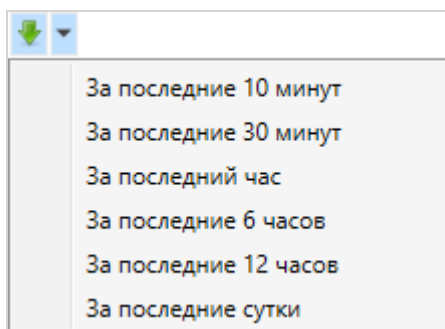 За последние 10 минут
За последние 30 минут
За последний час
За последние 6 часов
За последние 12 часов
За последние сутки